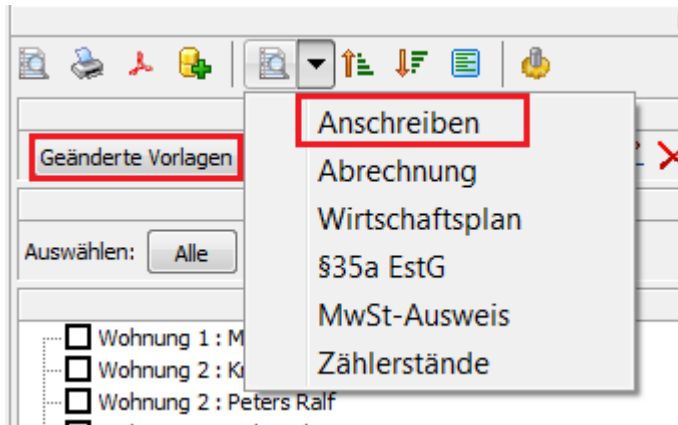 Anschreiben
Geänderte Vorlagen
Abrechnung
Wirtschaftsplan
Auswählen: Alle
§35a EstG
MwSt-Ausweis
Wohnung 1 : M
Zählerstände
Wohnung 2 :
Wohnung 2 : Peters Ralf